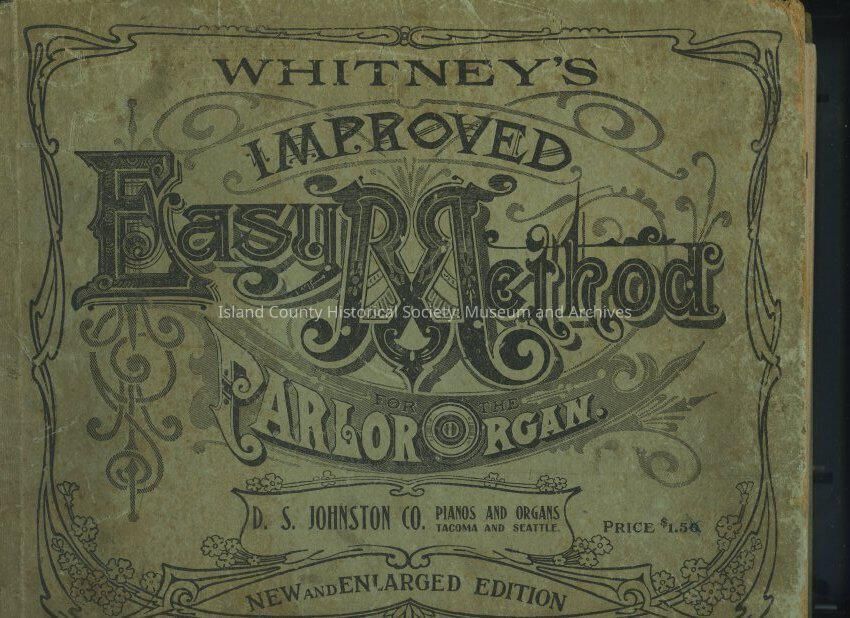 WHITNEY'S
IMPROVED
Easy Method
FOR THE
PARLOR ORGAN.
D. S. JOHNSTON CO. PIANOS AND ORGANS
TACOMA AND SEATTLE.
PRICE $1.50
NEW AND ENLARGED EDITION
Island County Historical Society: Museum and Archives